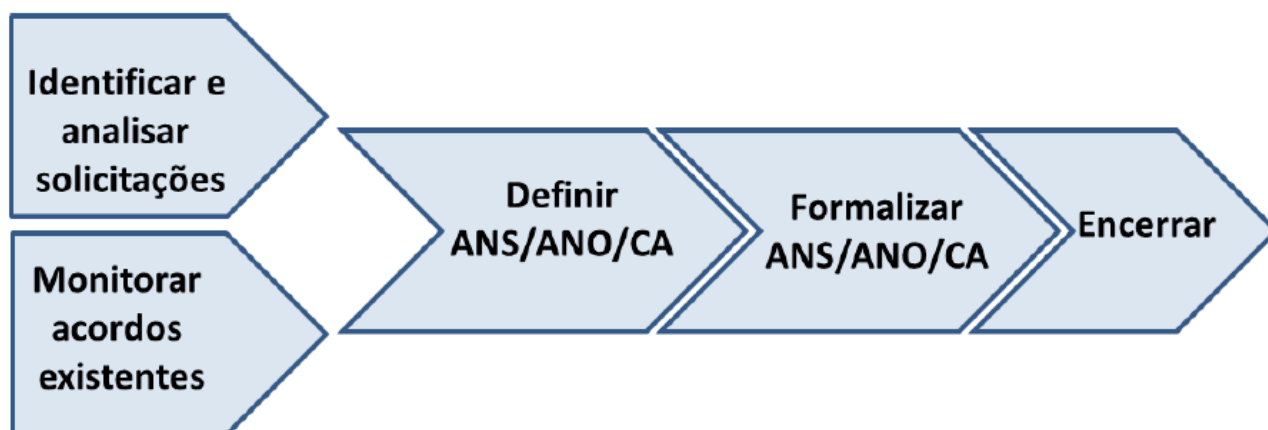 Identificar e
analisar
solicitações
Monitorar
acordos
existentes
Definir
ANS/ANO/CA
Formalizar
ANS/ANO/CA
Encerrar